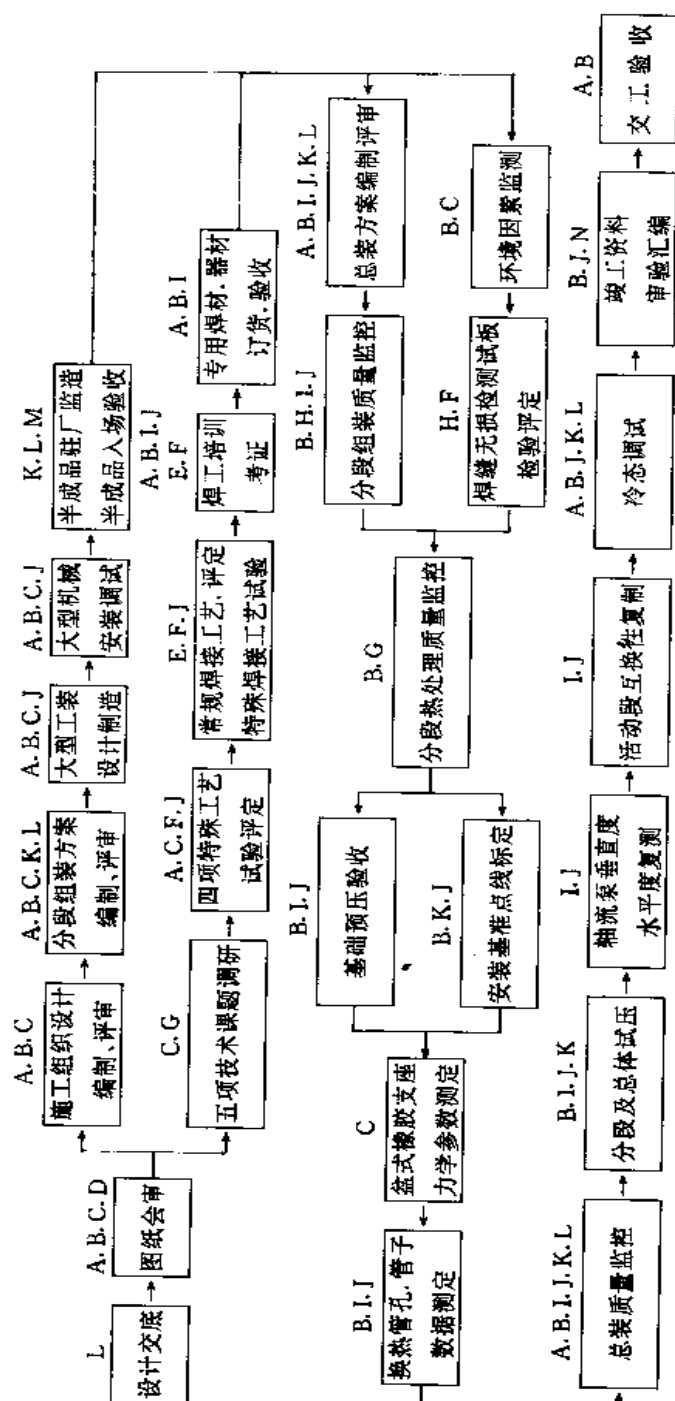 L
设计交底
A.B.C.D
图纸会审
A.B.C
施工组织设计
编制、评审
A.B.C.K.L
分段组装方案
编制、评审
A.B.C.J
大型工装
设计制造
A.B.C.J
大型机械
安装调试
K.L.M
半成品驻厂监造
半成品入场验收
A.B.I.J
C.G
五项技术课题调研
A.C.F.J
四项特殊工艺
试验评定
E.F.J
常规焊接工艺.评定
特殊焊接工艺试验
E.F
焊工培训
考证
A.B.I
专用焊材.器材
订货.验收
A.B.I.J.K.L
总装方案编制评审
B.C
环境因素监测
B.H.I.J
分段组装质量监控
H.F
焊缝无损检测试板
检验评定
B.G
分段热处理质量监控
B.I.J
基础预压验收
B.K.J
安装基准点线标定
C
盆式橡胶支座
力学参数测定
B.I.J
换热管孔.管子
数据测定
A.B.I.J.K.L
总装质量监控
B.I.J.K
分段及总体试压
I.J
轴流泵垂直度
水平度复测
I.J
活动段互换性复制
A.B.J.K.L
冷态调试
B.J.N
竣工资料
审验汇编
A.B
交工验收